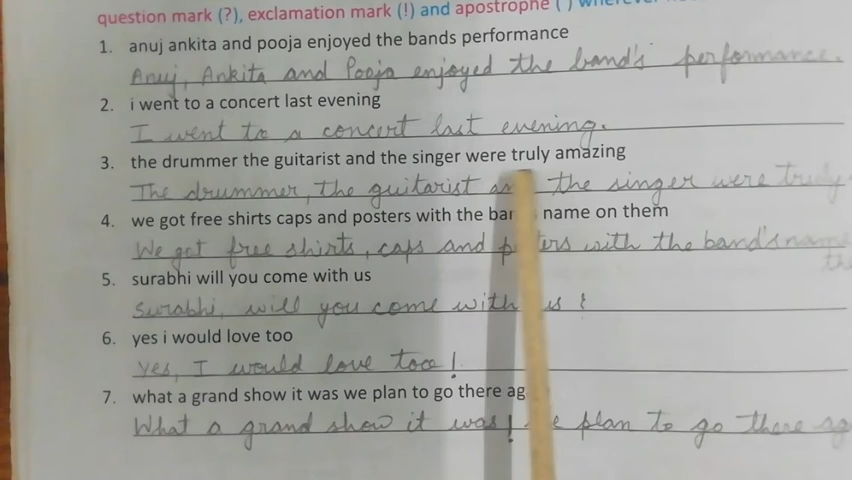 question mark (?), exclamation mark (!) and apostrophe (')
1. anuj ankita and pooja enjoyed the bands performance
Anuj, Ankita and Pooja enjoyed the band's performance.
2. i went to a concert last evening
I went to a concert last evening.
3. the drummer the guitarist and the singer were truly amazing
The drummer, the guitarist the singer were truly
4. we got free shirts caps and posters with the name on them
We got free shirts, caps and with the band's name
5. surabhi will you come with us
Surabhi, will you come with us
6. yes i would love too
Yes, I would love too!
7. what a grand show it was we plan to go there
What a grand show it was! plan to go there